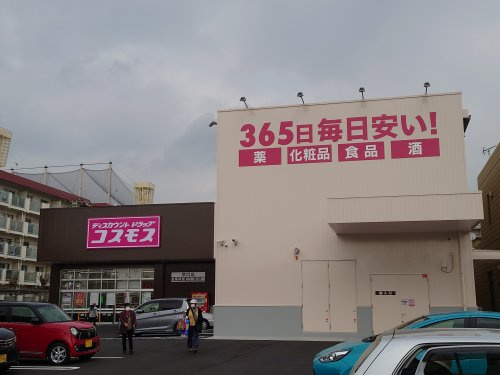 365日毎日安い!
薬 化粧品 食品 酒
ディスカウント ドラッグ
コスモス